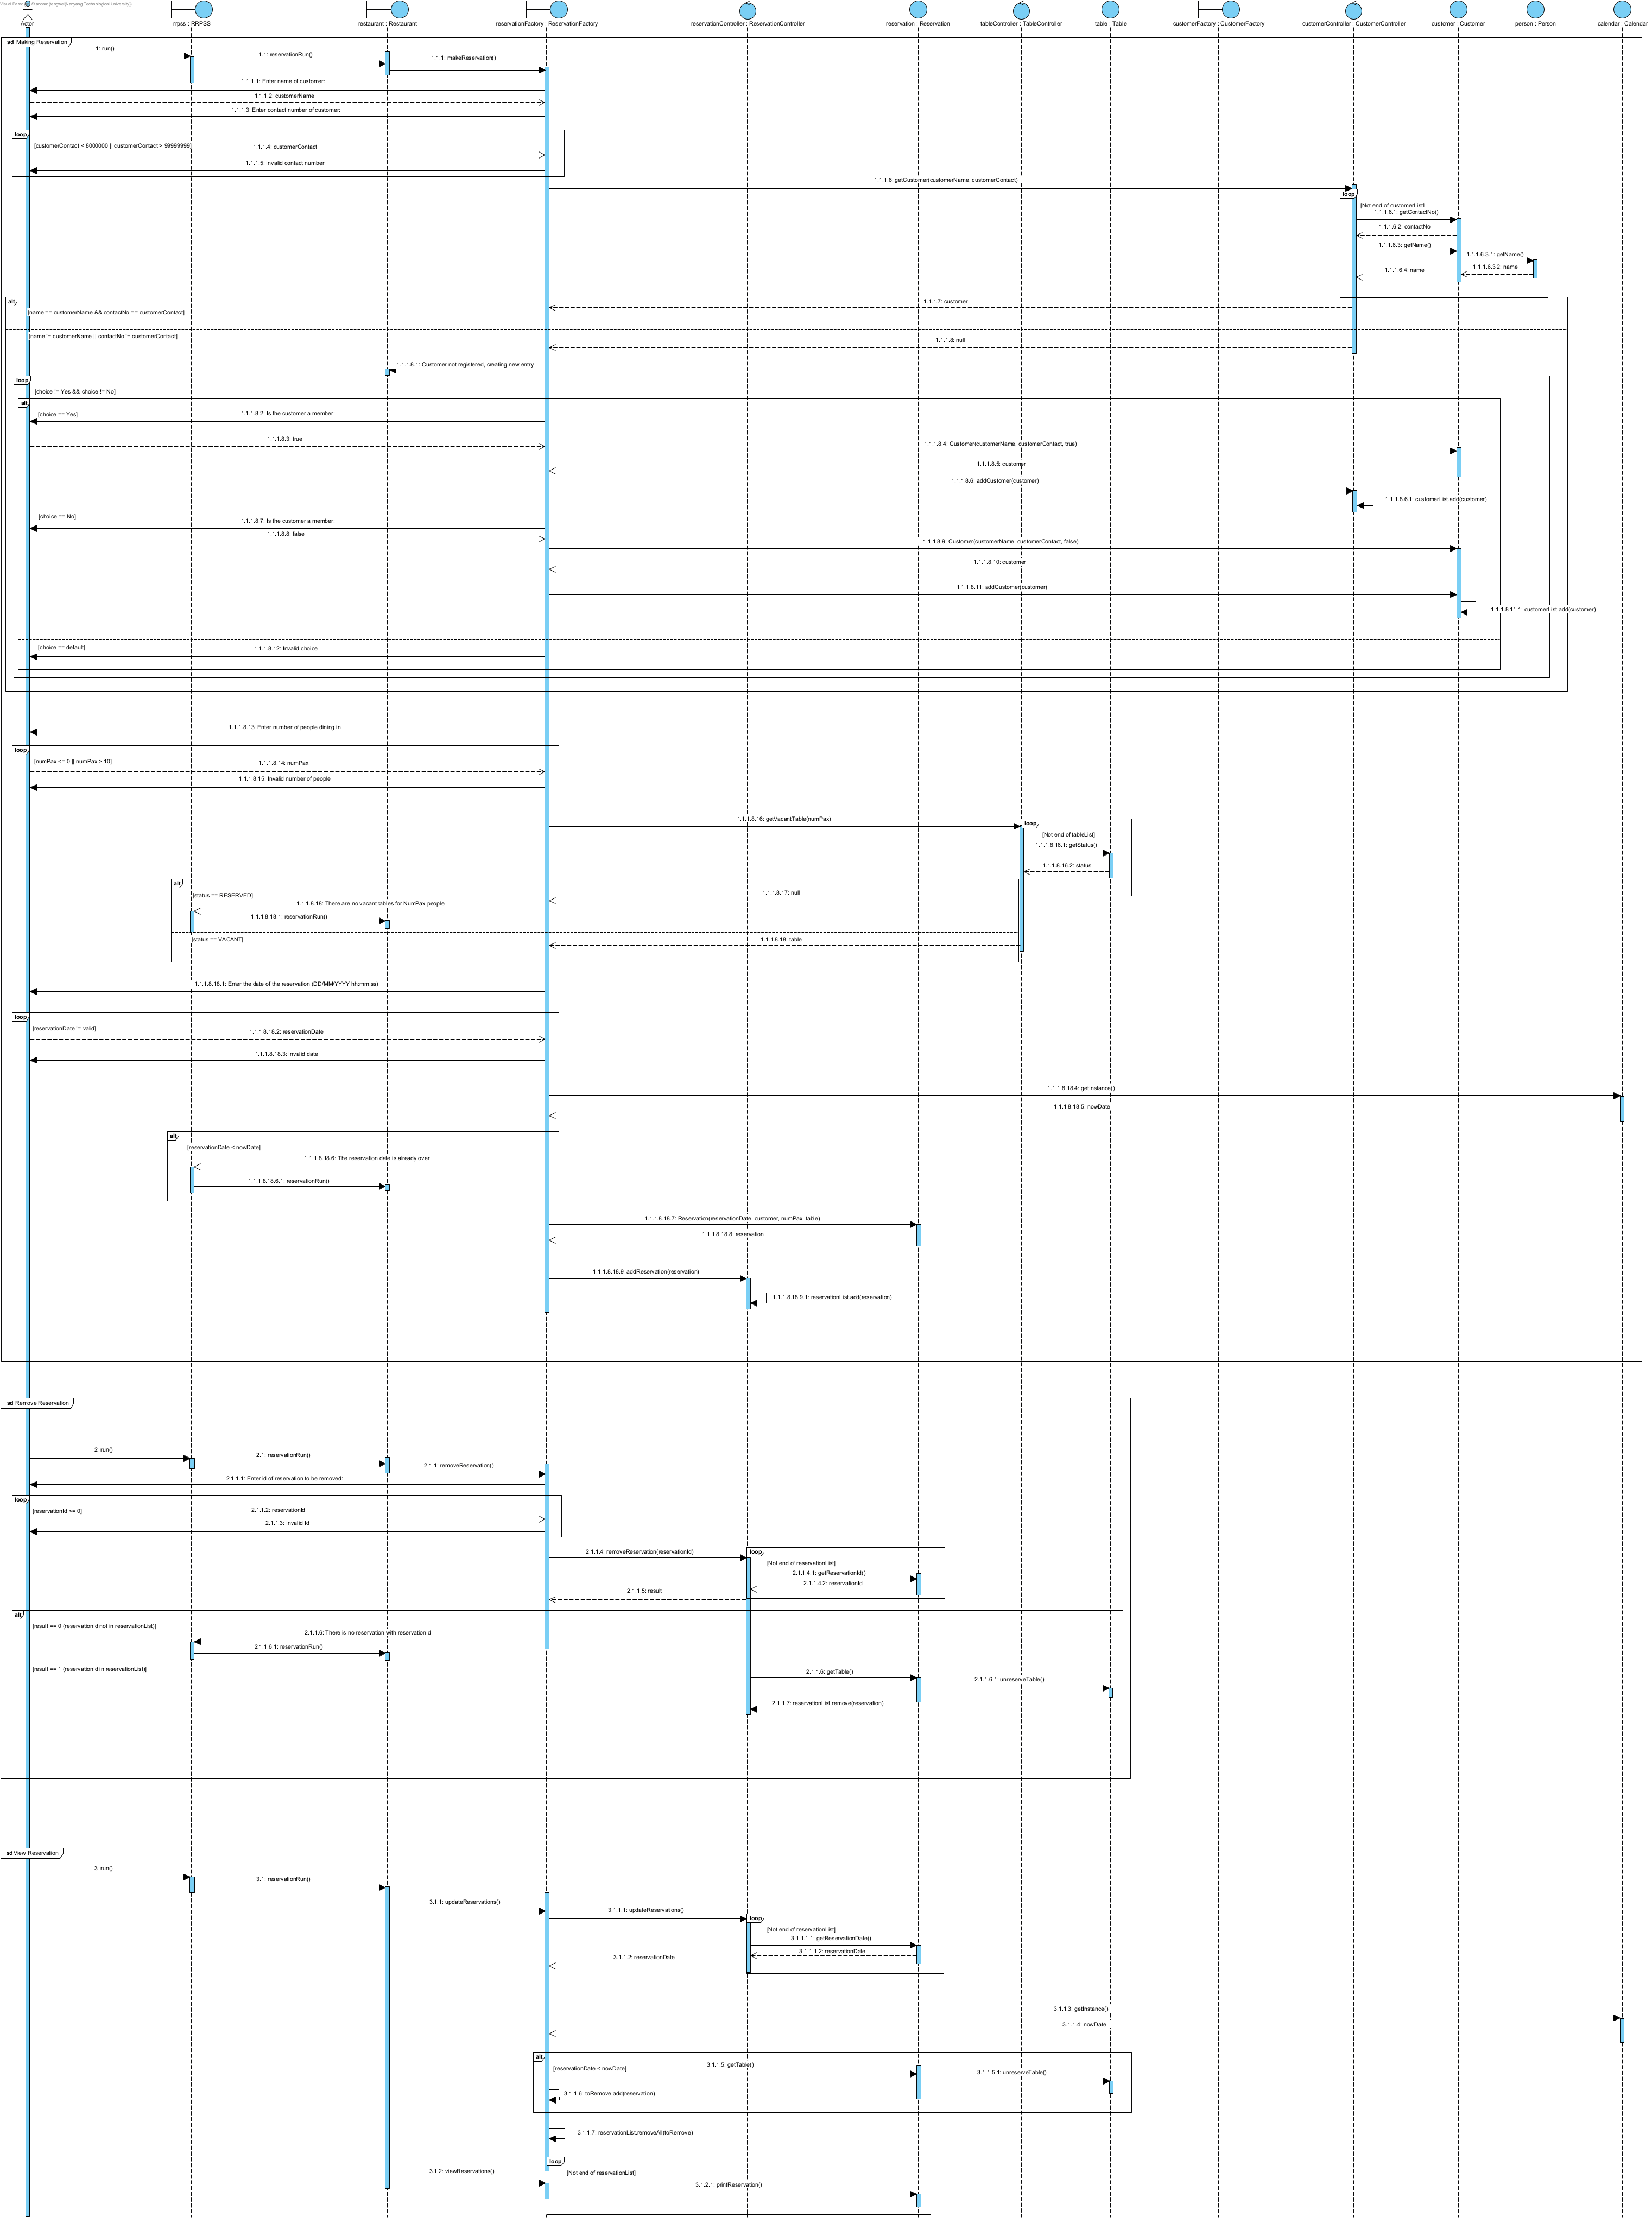 Actor
rrpss : RRPSS
restaurant : Restaurant
reservationFactory : ReservationFactory
reservationController : ReservationController
reservation : Reservation
tableController : TableController
table : Table
customerFactory : CustomerFactory
customerController : CustomerController
customer : Customer
person : Person
calendar : Calendar
sd Making Reservation
1: run()
1.1: reservationRun()
1.1.1: makeReservation()
1.1.1.1: Enter name of customer:
1.1.1.2: customerName
1.1.1.3: Enter contact number of customer:
loop
[customerContact < 8000000 || customerContact > 99999999]
1.1.1.4: customerContact
1.1.1.5: Invalid contact number
1.1.1.6: getCustomer(customerName, customerContact)
loop
[Not end of customerList]
1.1.1.6.1: getContactNo()
1.1.1.6.2: contactNo
1.1.1.6.3: getName()
1.1.1.6.3.1: getName()
1.1.1.6.3.2: name
1.1.1.6.4: name
alt
1.1.1.7: customer
[name == customerName && contactNo == customerContact]
[name != customerName || contactNo != customerContact]
1.1.1.8: null
1.1.1.8.1: Customer not registered, creating new entry
loop
[choice != Yes && choice != No]
alt
[choice == Yes]
1.1.1.8.2: Is the customer a member:
1.1.1.8.3: true
1.1.1.8.4: Customer(customerName, customerContact, true)
1.1.1.8.5: customer
1.1.1.8.6: addCustomer(customer)
1.1.1.8.6.1: customerList.add(customer)
[choice == No]
1.1.1.8.7: Is the customer a member:
1.1.1.8.8: false
1.1.1.8.9: Customer(customerName, customerContact, false)
1.1.1.8.10: customer
1.1.1.8.11: addCustomer(customer)
1.1.1.8.11.1: customerList.add(customer)
[choice == default]
1.1.1.8.12: Invalid choice
1.1.1.8.13: Enter number of people dining in
loop
[numPax <= 0 || numPax > 10]
1.1.1.8.14: numPax
1.1.1.8.15: Invalid number of people
1.1.1.8.16: getVacantTable(numPax)
loop
[Not end of tableList]
1.1.1.8.16.1: getStatus()
1.1.1.8.16.2: status
alt
[status == RESERVED]
1.1.1.8.17: null
1.1.1.8.18: There are no vacant tables for NumPax people
1.1.1.8.18.1: reservationRun()
[status == VACANT]
1.1.1.8.18: table
1.1.1.8.18.1: Enter the date of the reservation (DD/MM/YYYY hh:mm:ss)
loop
[reservationDate != valid]
1.1.1.8.18.2: reservationDate
1.1.1.8.18.3: Invalid date
1.1.1.8.18.4: getInstance()
1.1.1.8.18.5: nowDate
alt
[reservationDate < nowDate]
1.1.1.8.18.6: The reservation date is already over
1.1.1.8.18.6.1: reservationRun()
1.1.1.8.18.7: Reservation(reservationDate, customer, numPax, table)
1.1.1.8.18.8: reservation
1.1.1.8.18.9: addReservation(reservation)
1.1.1.8.18.9.1: reservationList.add(reservation)
sd Remove Reservation
2: run()
2.1: reservationRun()
2.1.1: removeReservation()
2.1.1.1: Enter id of reservation to be removed:
loop
[reservationId <= 0]
2.1.1.2: reservationId
2.1.1.3: Invalid Id
2.1.1.4: removeReservation(reservationId)
loop
[Not end of reservationList]
2.1.1.4.1: getReservationId()
2.1.1.4.2: reservationId
2.1.1.5: result
alt
[result == 0 (reservationId not in reservationList)]
2.1.1.6: There is no reservation with reservationId
2.1.1.6.1: reservationRun()
[result == 1 (reservationId in reservationList)]
2.1.1.6: getTable()
2.1.1.6.1: unreserveTable()
2.1.1.7: reservationList.remove(reservation)
sd View Reservation
3: run()
3.1: reservationRun()
3.1.1: updateReservations()
3.1.1.1: updateReservations()
loop
[Not end of reservationList]
3.1.1.1.1: getReservationDate()
3.1.1.1.2: reservationDate
3.1.1.2: reservationDate
3.1.1.3: getInstance()
3.1.1.4: nowDate
alt
[reservationDate < nowDate]
3.1.1.5: getTable()
3.1.1.5.1: unreserveTable()
3.1.1.6: toRemove.add(reservation)
3.1.1.7: reservationList.removeAll(toRemove)
loop
[Not end of reservationList]
3.1.2: viewReservations()
3.1.2.1: printReservation()